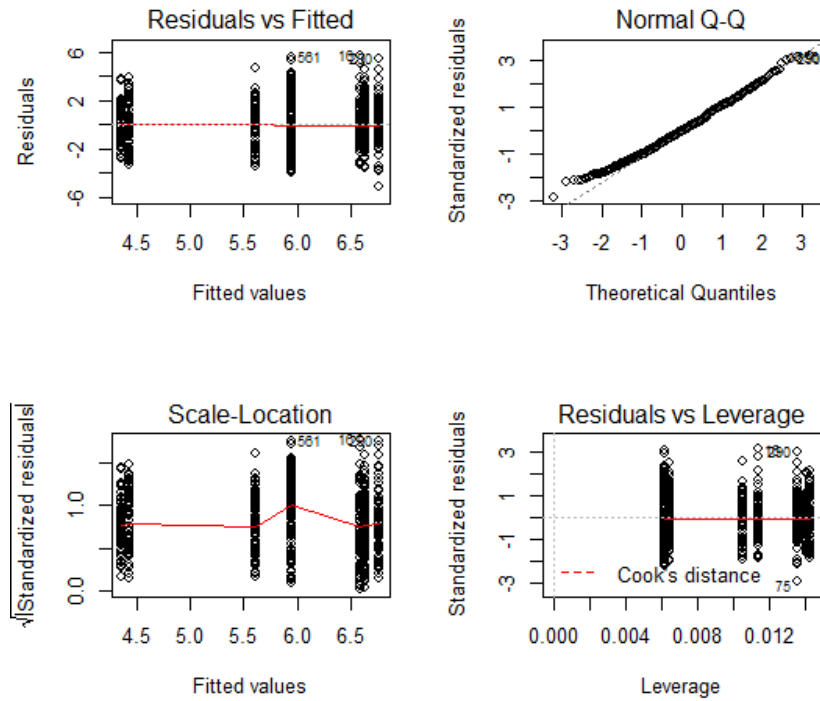 Residuals vs Fitted
Residuals
6
2
-2
-6
561
4.5 5.0 5.5 6.0 6.5
Fitted values
Normal Q-Q
Standardized residuals
3
1
-1
-3
-3 -2 -1 0 1 2 3
Theoretical Quantiles
Scale-Location
√|Standardized residuals|
1.0
0.0
561
4.5 5.0 5.5 6.0 6.5
Fitted values
Residuals vs Leverage
Standardized residuals
3
1
-1
-3
290
Cook's distance
75
0.000 0.004 0.008 0.012
Leverage